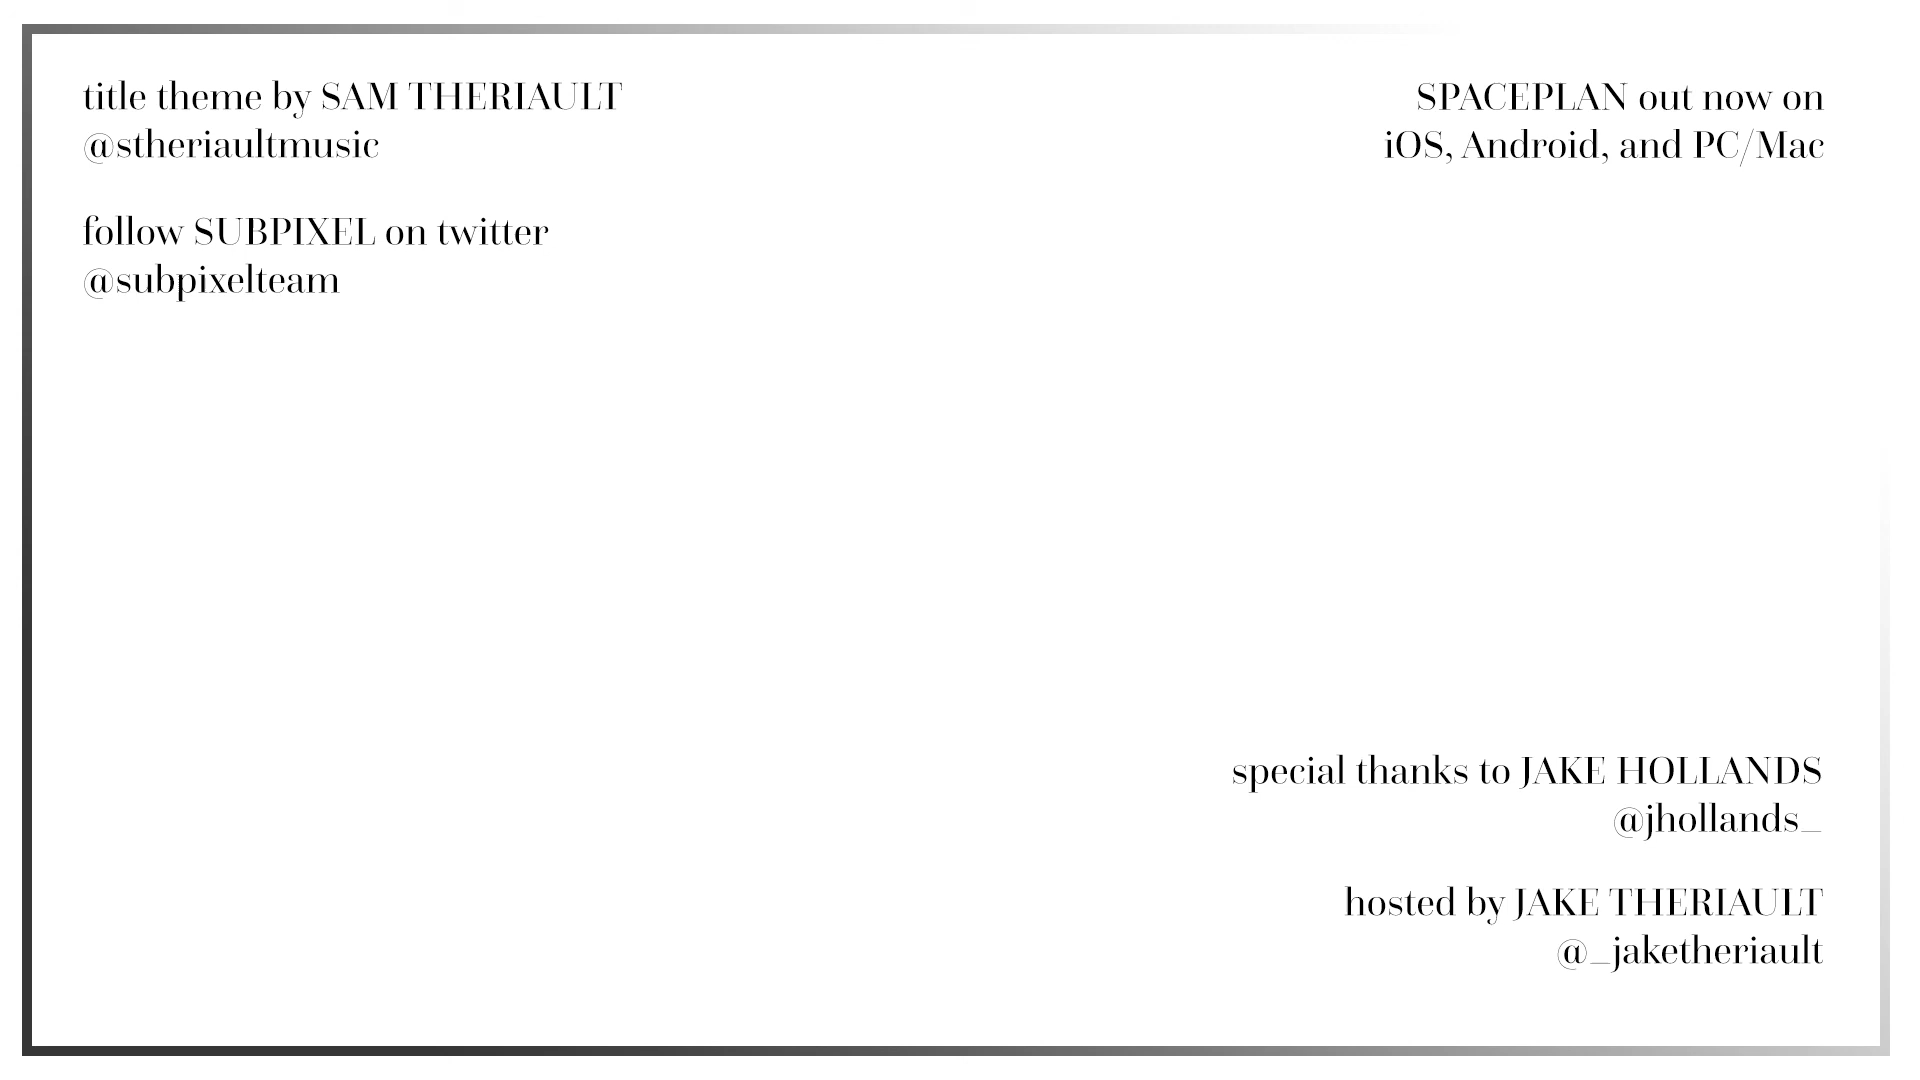 title theme by SAM THERIAULT
@stheriaultmusic
follow SUBPIXEL on twitter
@subpixelteam
SPACEPLAN out now on
iOS, Android, and PC/Mac
special thanks to JAKE HOLLANDS
@jhollands_
hosted by JAKE THERIAULT
@_jaketheriault